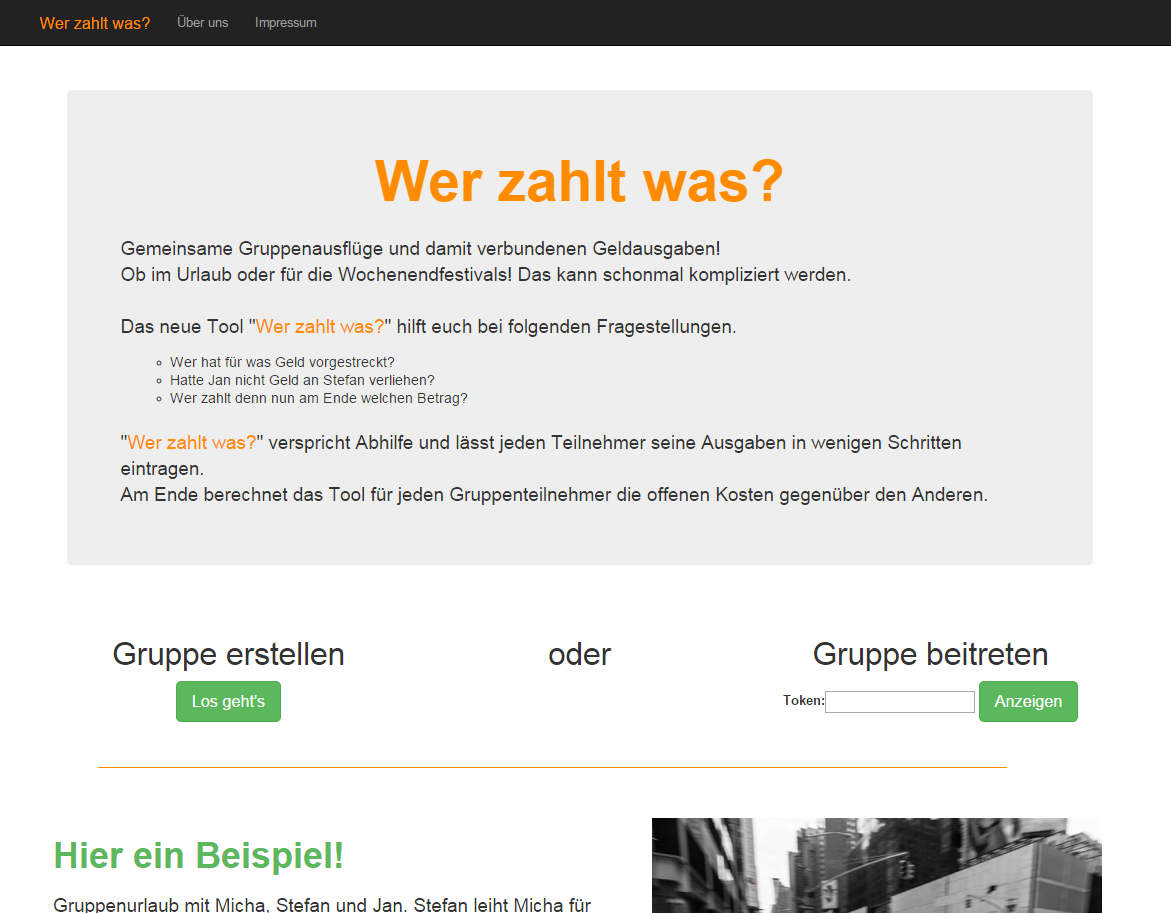 Wer zahlt was? Über uns Impressum
Wer zahlt was?
Gemeinsame Gruppenausflüge und damit verbundenen Geldausgaben!
Ob im Urlaub oder für die Wochenendfestivals! Das kann schonmal kompliziert werden.
Das neue Tool "Wer zahlt was?" hilft euch bei folgenden Fragestellungen.
Wer hat für was Geld vorgestreckt?
Hatte Jan nicht Geld an Stefan verliehen?
Wer zahlt denn nun am Ende welchen Betrag?
"Wer zahlt was?" verspricht Abhilfe und lässt jeden Teilnehmer seine Ausgaben in wenigen Schritten
eintragen.
Am Ende berechnet das Tool für jeden Gruppenteilnehmer die offenen Kosten gegenüber den Anderen.
Gruppe erstellen oder Gruppe beitreten
Los geht's Token: Anzeigen
Hier ein Beispiel!
Gruppenurlaub mit Micha, Stefan und Jan. Stefan leiht Micha für